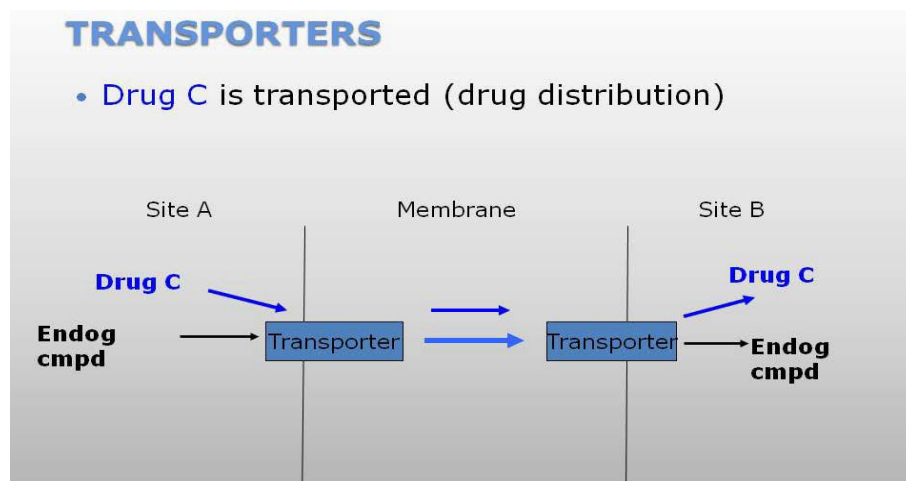 TRANSPORTERS
• Drug C is transported (drug distribution)
Site A Membrane Site B
Drug C
Drug C
Endog
cmpd
Transporter
Transporter
Endog
cmpd